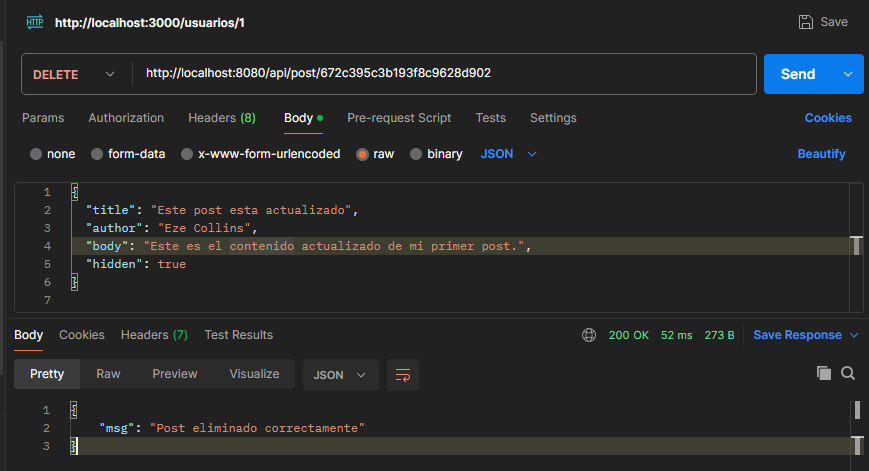 HTTP http://localhost:3000/usuarios/1 Save
DELETE http://localhost:8080/api/post/672c395c3b193f8c9628d902 Send
Params Authorization Headers (8) Body Pre-request Script Tests Settings Cookies
none form-data x-www-form-urlencoded raw binary JSON Beautify
1 {
2 "title": "Este post esta actualizado",
3 "author": "Eze Collins",
4 "body": "Este es el contenido actualizado de mi primer post.",
5 "hidden": true
6 }
7
Body Cookies Headers (7) Test Results 200 OK 52 ms 273 B Save Response
Pretty Raw Preview Visualize JSON
1 {
2 "msg": "Post eliminado correctamente"
3 }